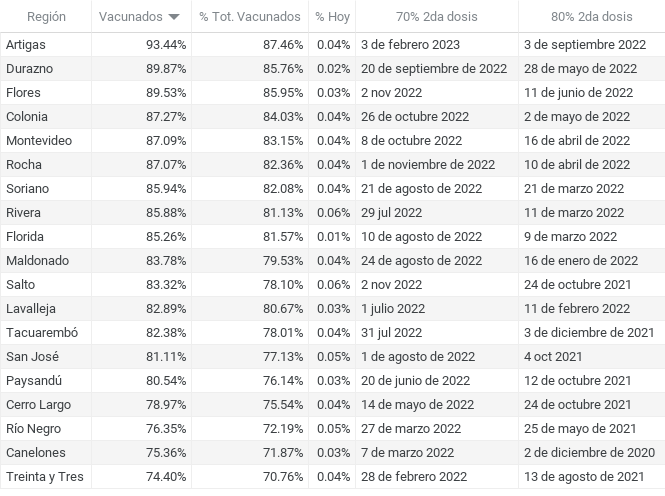 Región Vacunados % Tot. Vacunados % Hoy 70% 2da dosis 80% 2da dosis
Artigas 93.44% 87.46% 0.04% 3 de febrero 2023 3 de septiembre 2022
Durazno 89.87% 85.76% 0.02% 20 de septiembre de 2022 28 de mayo de 2022
Flores 89.53% 85.95% 0.03% 2 nov 2022 11 de junio de 2022
Colonia 87.27% 84.03% 0.04% 26 de octubre de 2022 2 de mayo de 2022
Montevideo 87.09% 83.15% 0.04% 8 de octubre de 2022 16 de abril de 2022
Rocha 87.07% 82.36% 0.04% 1 de noviembre de 2022 10 de abril de 2022
Soriano 85.94% 82.08% 0.04% 21 de agosto de 2022 21 de marzo 2022
Rivera 85.88% 81.13% 0.06% 29 jul 2022 11 de marzo 2022
Florida 85.26% 81.57% 0.01% 10 de agosto de 2022 9 de marzo 2022
Maldonado 83.78% 79.53% 0.04% 24 de agosto de 2022 16 de enero de 2022
Salto 83.32% 78.10% 0.06% 2 nov 2022 24 de octubre 2021
Lavalleja 82.89% 80.67% 0.03% 1 julio 2022 11 de febrero 2022
Tacuarembó 82.38% 78.01% 0.04% 31 jul 2022 3 de diciembre de 2021
San José 81.11% 77.13% 0.05% 1 de agosto de 2022 4 oct 2021
Paysandú 80.54% 76.14% 0.03% 20 de junio de 2022 12 de octubre 2021
Cerro Largo 78.97% 75.54% 0.04% 14 de mayo de 2022 24 de octubre 2021
Río Negro 76.35% 72.19% 0.05% 27 de marzo 2022 25 de mayo de 2021
Canelones 75.36% 71.87% 0.03% 7 de marzo 2022 2 de diciembre de 2020
Treinta y Tres 74.40% 70.76% 0.04% 28 de febrero 2022 13 de agosto de 2021